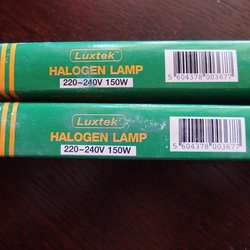 Luxtek
HALOGEN LAMP
220-240V 150W
5 604378 003677
Luxtek
HALOGEN LAMP
220-240V 150W
5 604378 003677